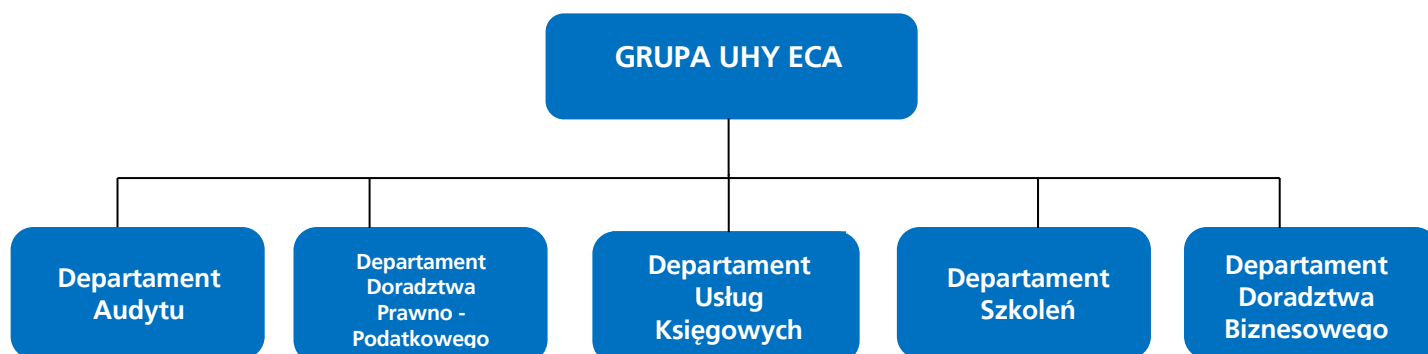 GRUPA UHY ECA
Departament
Audytu
Departament
Doradztwa
Prawno -
Podatkowego
Departament
Usług
Księgowych
Departament
Szkoleń
Departament
Doradztwa
Biznesowego